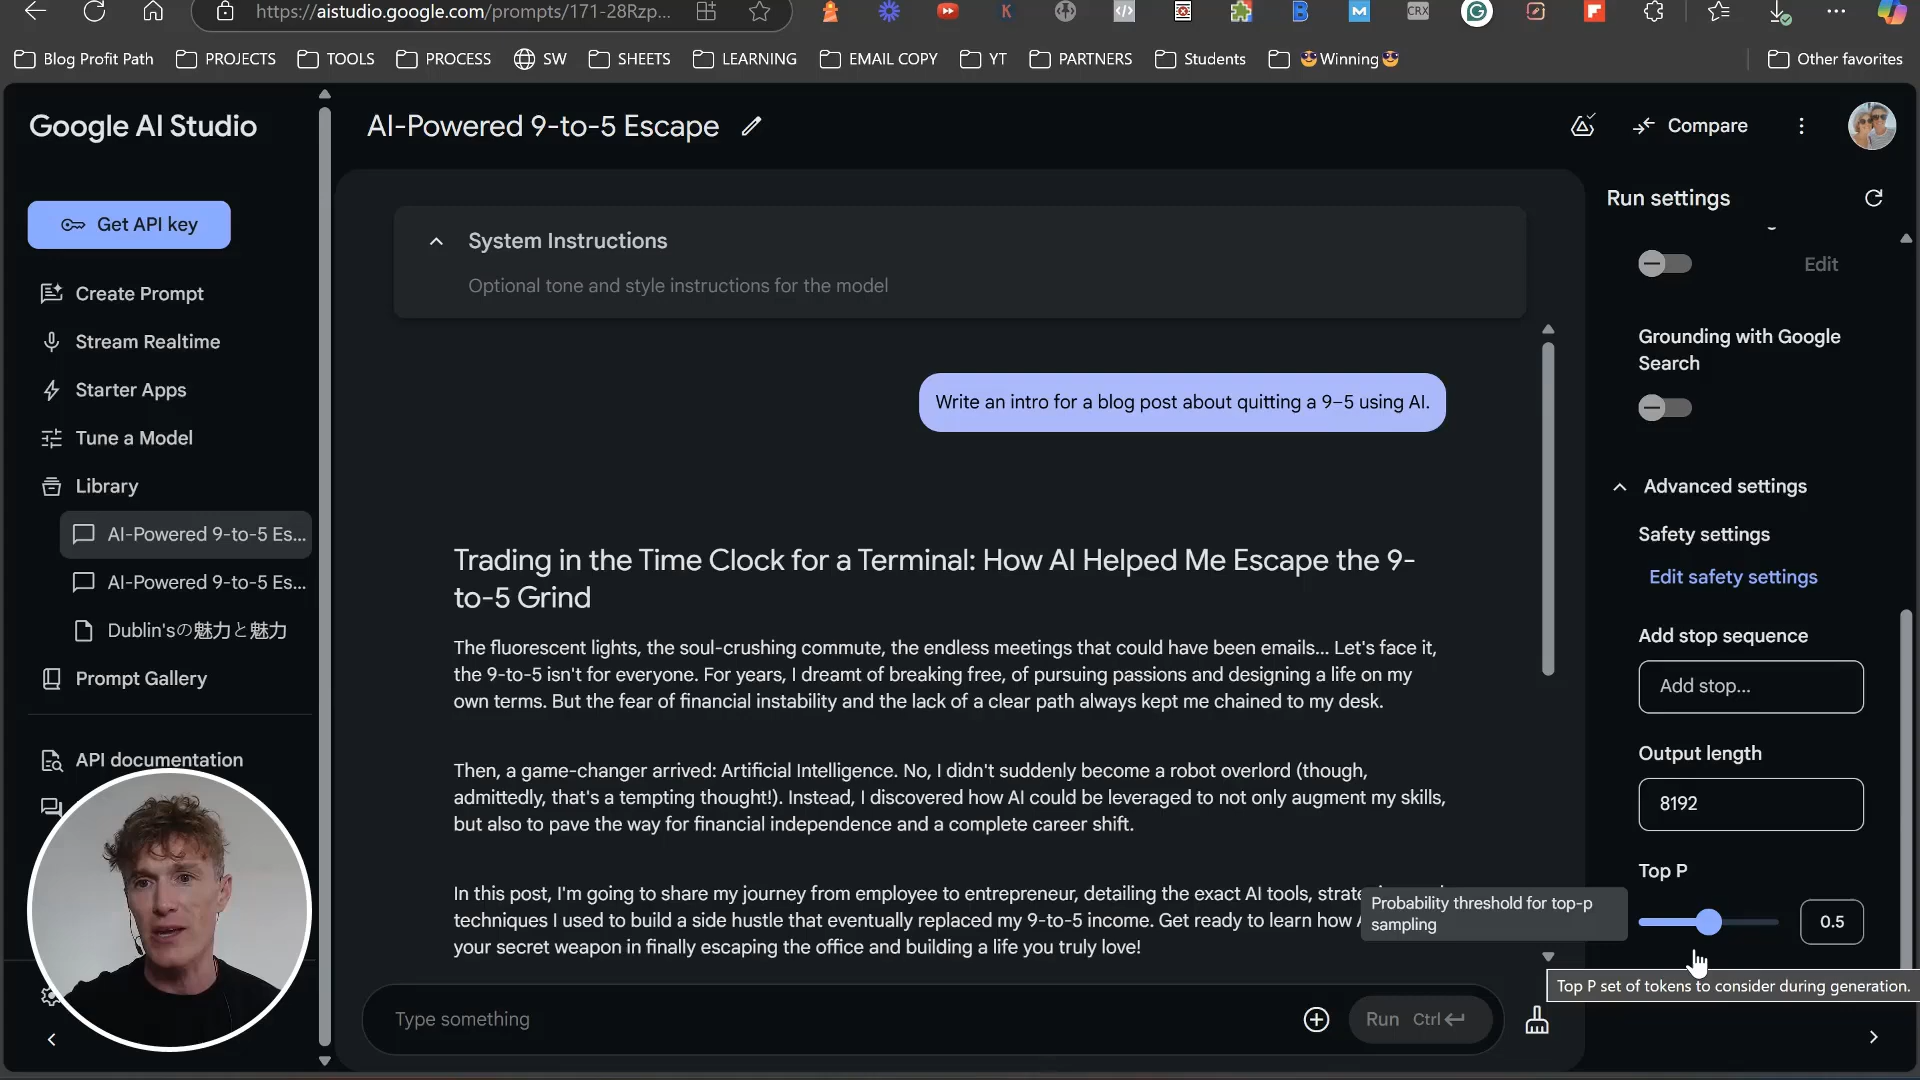 https://aistudio.google.com/prompts/171-28Rzp...
K
B
M
CRX
Blog Profit Path
PROJECTS
TOOLS
PROCESS
SW
SHEETS
LEARNING
EMAIL COPY
YT
PARTNERS
Students
🤓Winning🤓
Other favorites
Google AI Studio
Get API key
Create Prompt
Stream Realtime
Starter Apps
Tune a Model
Library
AI-Powered 9-to-5 Es...
AI-Powered 9-to-5 Es...
Dublin'sの魅力と魅力
Prompt Gallery
API documentation
AI-Powered 9-to-5 Escape
Compare
System Instructions
Optional tone and style instructions for the model
Write an intro for a blog post about quitting a 9–5 using AI.
Trading in the Time Clock for a Terminal: How AI Helped Me Escape the 9-
to-5 Grind
The fluorescent lights, the soul-crushing commute, the endless meetings that could have been emails... Let's face it,
the 9-to-5 isn't for everyone. For years, I dreamt of breaking free, of pursuing passions and designing a life on my
own terms. But the fear of financial instability and the lack of a clear path always kept me chained to my desk.
Then, a game-changer arrived: Artificial Intelligence. No, I didn't suddenly become a robot overlord (though,
admittedly, that's a tempting thought!). Instead, I discovered how AI could be leveraged to not only augment my skills,
but also to pave the way for financial independence and a complete career shift.
In this post, I'm going to share my journey from employee to entrepreneur, detailing the exact AI tools,
techniques I used to build a side hustle that eventually replaced my 9-to-5 income. Get ready to learn how
your secret weapon in finally escaping the office and building a life you truly love!
Type something
Run Ctrl
Run settings
Edit
Grounding with Google
Search
Advanced settings
Safety settings
Edit safety settings
Add stop sequence
Add stop...
Output length
8192
Top P
Probability threshold for top-p
sampling
0.5
Top P set of tokens to consider during generation.